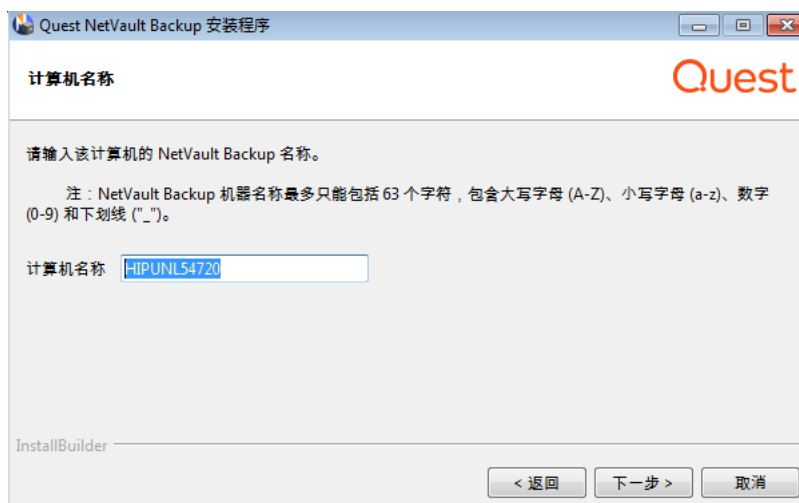 Quest NetVault Backup 安装程序
计算机名称
Quest
请输入该计算机的 NetVault Backup 名称。
注：NetVault Backup 机器名称最多只能包括 63 个字符，包含大写字母 (A-Z)、小写字母 (a-z)、数字
(0-9) 和下划线 ("_")。
计算机名称 HIPUNL54720
InstallBuilder
< 返回 下一步 > 取消